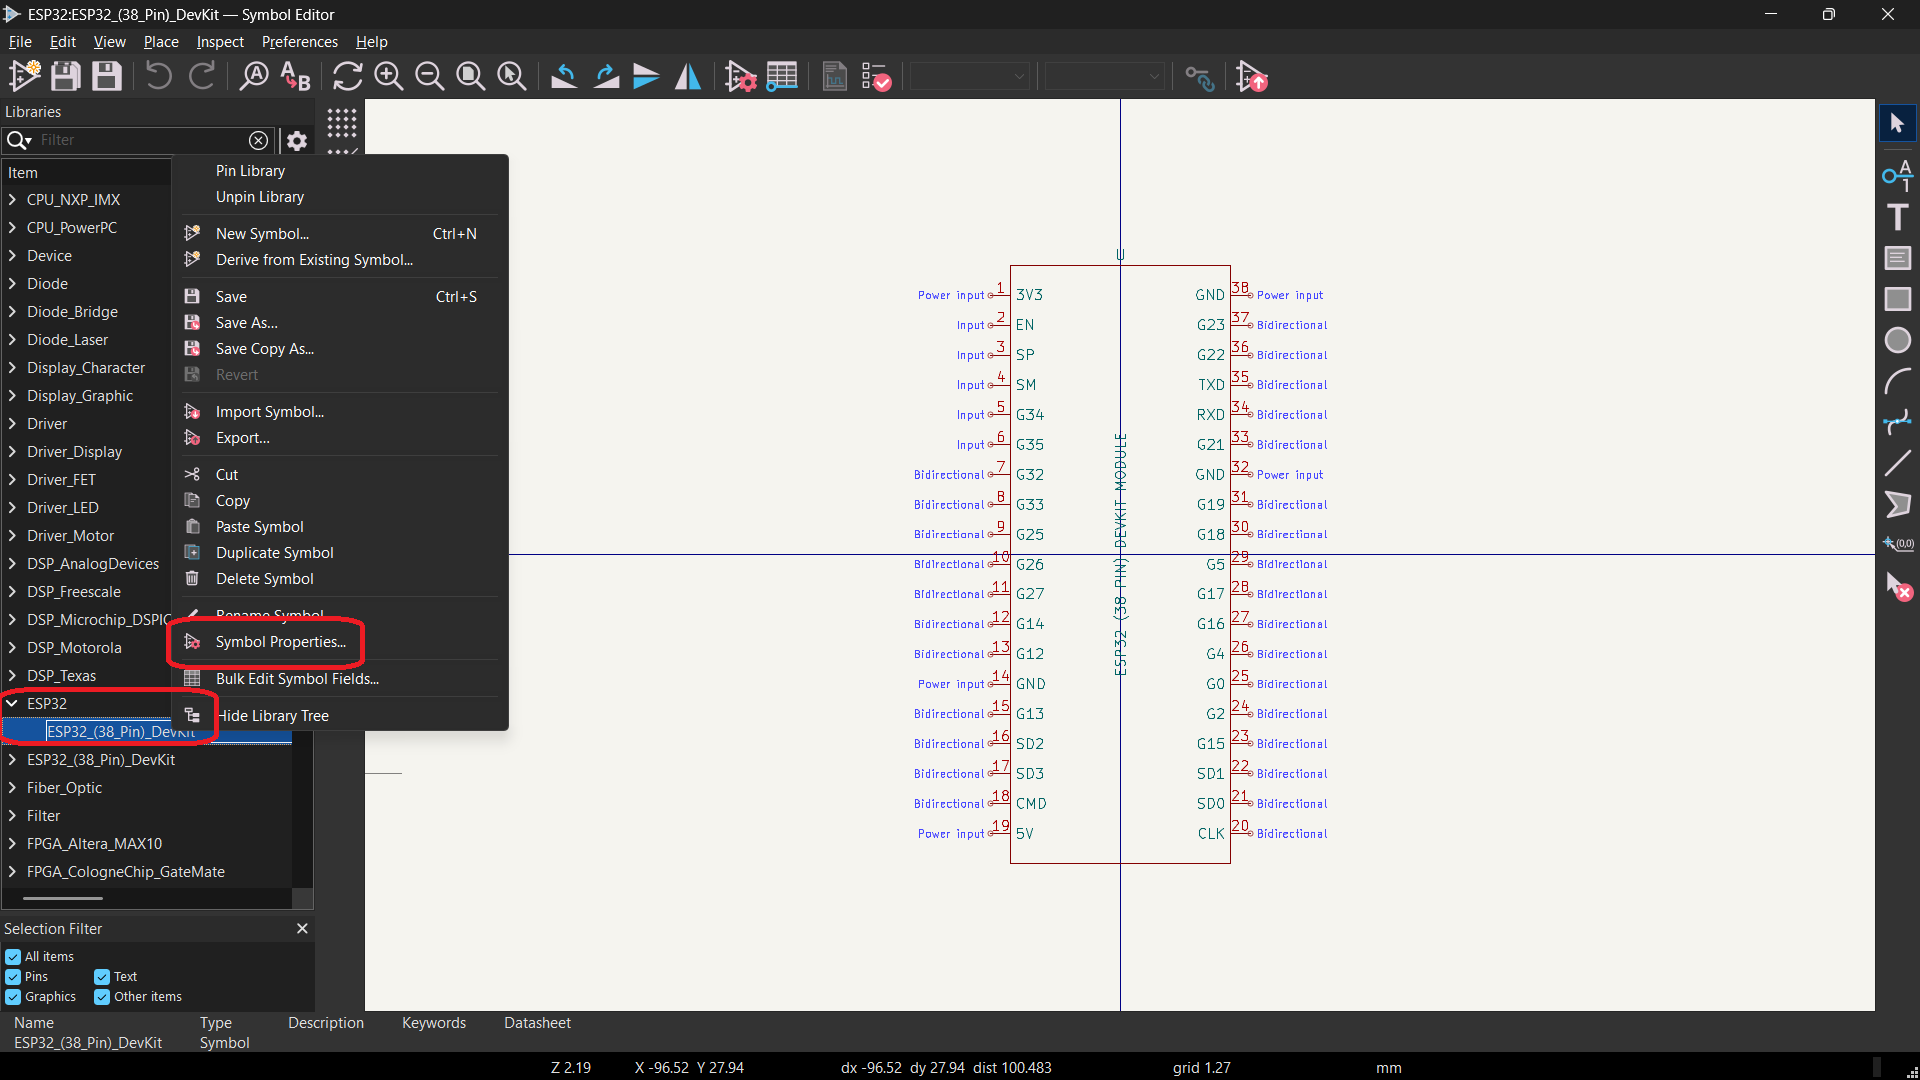 ESP32:ESP32_(38_Pin)_DevKit — Symbol Editor
File Edit View Place Inspect Preferences Help
Libraries
Filter
Item
CPU_NXP_IMX
CPU_PowerPC
Device
Diode
Diode_Bridge
Diode_Laser
Display_Character
Display_Graphic
Driver
Driver_Display
Driver_FET
Driver_LED
Driver_Motor
DSP_AnalogDevices
DSP_Freescale
DSP_Microchip_DSPIC
DSP_Motorola
DSP_Texas
ESP32
ESP32_(38_Pin)_DevKit
ESP32_(38_Pin)_DevKit
Fiber_Optic
Filter
FPGA_Altera_MAX10
FPGA_CologneChip_GateMate
Pin Library
Unpin Library
New Symbol... Ctrl+N
Derive from Existing Symbol...
Save Ctrl+S
Save As...
Save Copy As...
Revert
Import Symbol...
Export...
Cut
Copy
Paste Symbol
Duplicate Symbol
Delete Symbol
Rename Symbol...
Symbol Properties...
Bulk Edit Symbol Fields...
Hide Library Tree
U
ESP32 (38 PIN) DEVKIT MODULE
Power input 1 3V3 GND 38 Power input
Input 2 EN G23 37 Bidirectional
Input 3 SP G22 36 Bidirectional
Input 4 SM TXD 35 Bidirectional
Input 5 G34 RXD 34 Bidirectional
Input 6 G35 G21 33 Bidirectional
Bidirectional 7 G32 GND 32 Power input
Bidirectional 8 G33 G19 31 Bidirectional
Bidirectional 9 G25 G18 30 Bidirectional
Bidirectional 10 G26 G5 29 Bidirectional
Bidirectional 11 G27 G17 28 Bidirectional
Bidirectional 12 G14 G16 27 Bidirectional
Bidirectional 13 G12 G4 26 Bidirectional
Power input 14 GND G0 25 Bidirectional
Bidirectional 15 G13 G2 24 Bidirectional
Bidirectional 16 SD2 G15 23 Bidirectional
Bidirectional 17 SD3 SD1 22 Bidirectional
Bidirectional 18 CMD SD0 21 Bidirectional
Power input 19 5V CLK 20 Bidirectional
A
T
(0,0)
Selection Filter
All items
Pins Text
Graphics Other items
Name Type Description Keywords Datasheet
ESP32_(38_Pin)_DevKit Symbol
Z 2.19 X -96.52 Y 27.94 dx -96.52 dy 27.94 dist 100.483 grid 1.27 mm